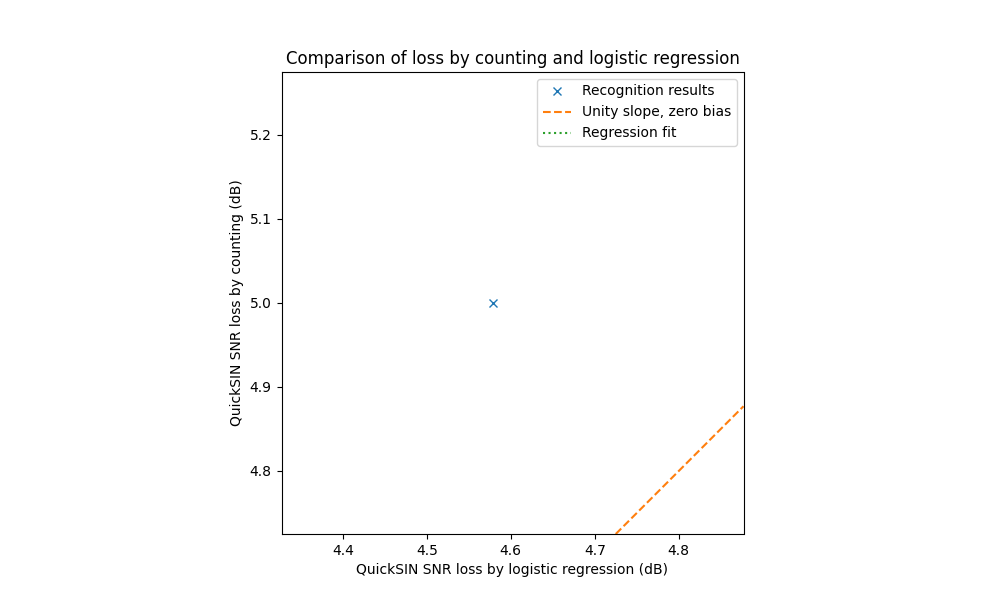 Comparison of loss by counting and logistic regression
Recognition results
Unity slope, zero bias
Regression fit
QuickSIN SNR loss by counting (dB)
5.2
5.1
5.0
4.9
4.8
4.4
4.5
4.6
4.7
4.8
QuickSIN SNR loss by logistic regression (dB)